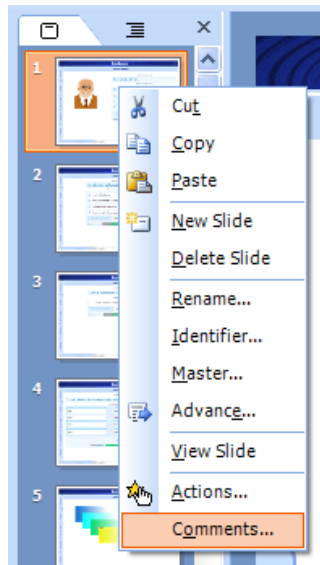 1
Cut
Copy
2
Paste
New Slide
Delete Slide
3
Rename...
Identifier...
Master...
4
Advance...
View Slide
5
Actions...
Comments...